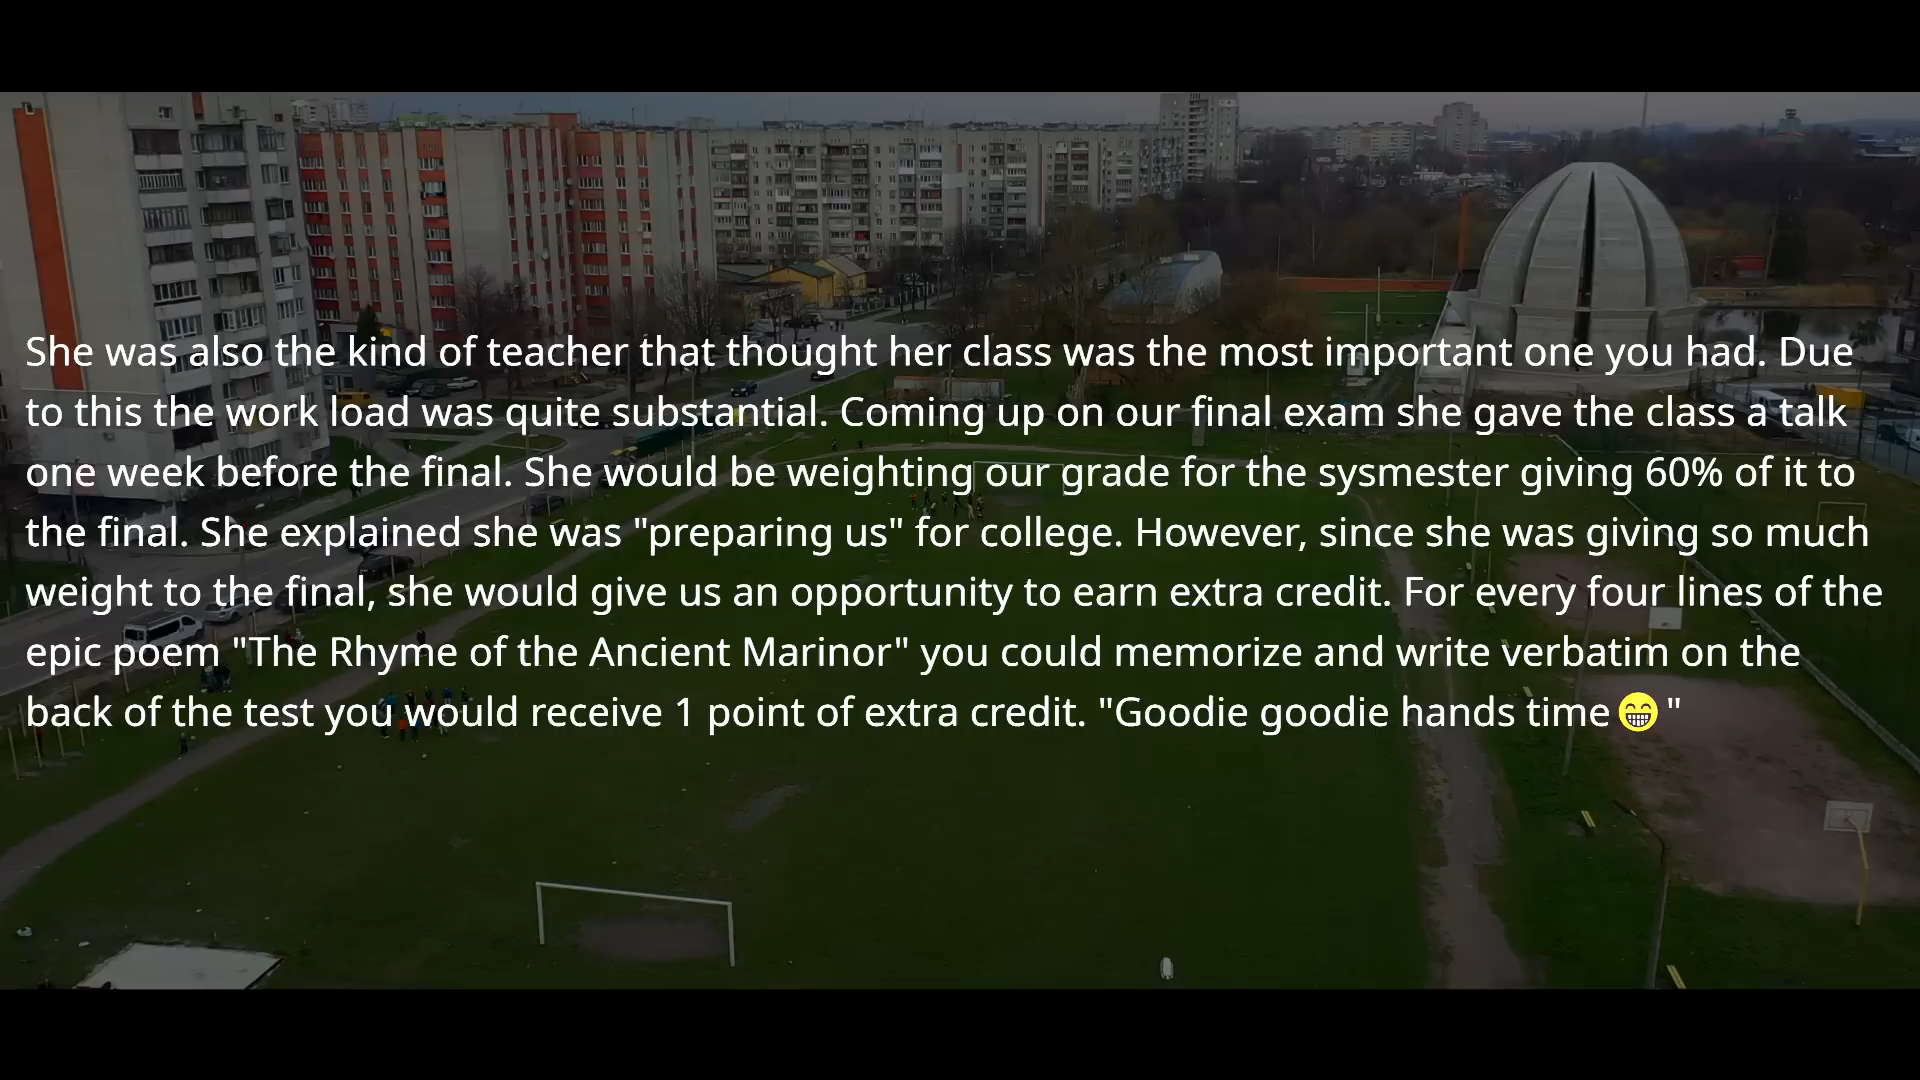 She was also the kind of teacher that thought her class was the most important one you had. Due
to this the work load was quite substantial. Coming up on our final exam she gave the class a talk
one week before the final. She would be weighting our grade for the sysmester giving 60% of it to
the final. She explained she was "preparing us" for college. However, since she was giving so much
weight to the final, she would give us an opportunity to earn extra credit. For every four lines of the
epic poem "The Rhyme of the Ancient Marinor" you could memorize and write verbatim on the
back of the test you would receive 1 point of extra credit. "Goodie goodie hands time😁"